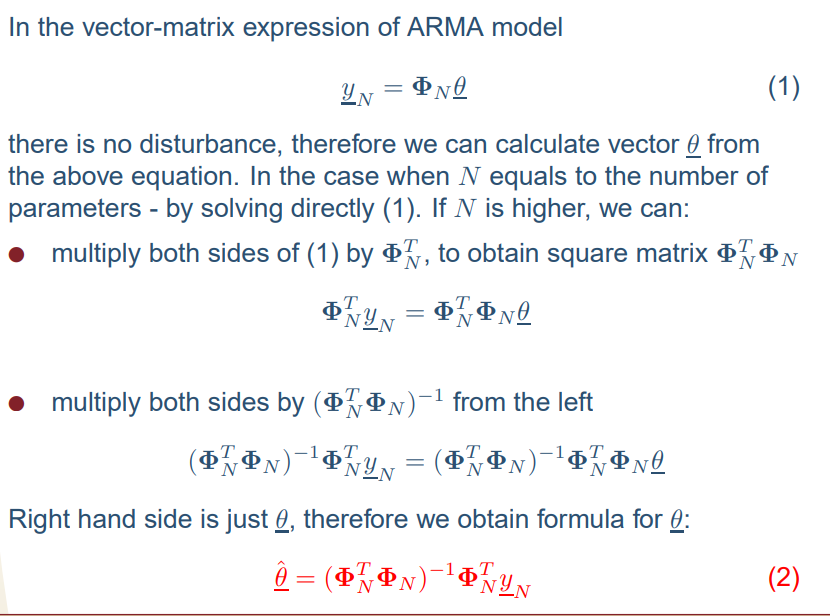 In the vector-matrix expression of ARMA model
$\underline{y}_N = \mathbf{\Phi}_N \underline{\theta}$ (1)
there is no disturbance, therefore we can calculate vector $\underline{\theta}$ from
the above equation. In the case when $N$ equals to the number of
parameters - by solving directly (1). If $N$ is higher, we can:
● multiply both sides of (1) by $\mathbf{\Phi}_N^T$, to obtain square matrix $\mathbf{\Phi}_N^T \mathbf{\Phi}_N$
$\mathbf{\Phi}_N^T \underline{y}_N = \mathbf{\Phi}_N^T \mathbf{\Phi}_N \underline{\theta}$
● multiply both sides by $(\mathbf{\Phi}_N^T \mathbf{\Phi}_N)^{-1}$ from the left
$(\mathbf{\Phi}_N^T \mathbf{\Phi}_N)^{-1} \mathbf{\Phi}_N^T \underline{y}_N = (\mathbf{\Phi}_N^T \mathbf{\Phi}_N)^{-1} \mathbf{\Phi}_N^T \mathbf{\Phi}_N \underline{\theta}$
Right hand side is just $\underline{\theta}$, therefore we obtain formula for $\underline{\theta}$:
$\underline{\hat{\theta}} = (\mathbf{\Phi}_N^T \mathbf{\Phi}_N)^{-1} \mathbf{\Phi}_N^T \underline{y}_N$ (2)